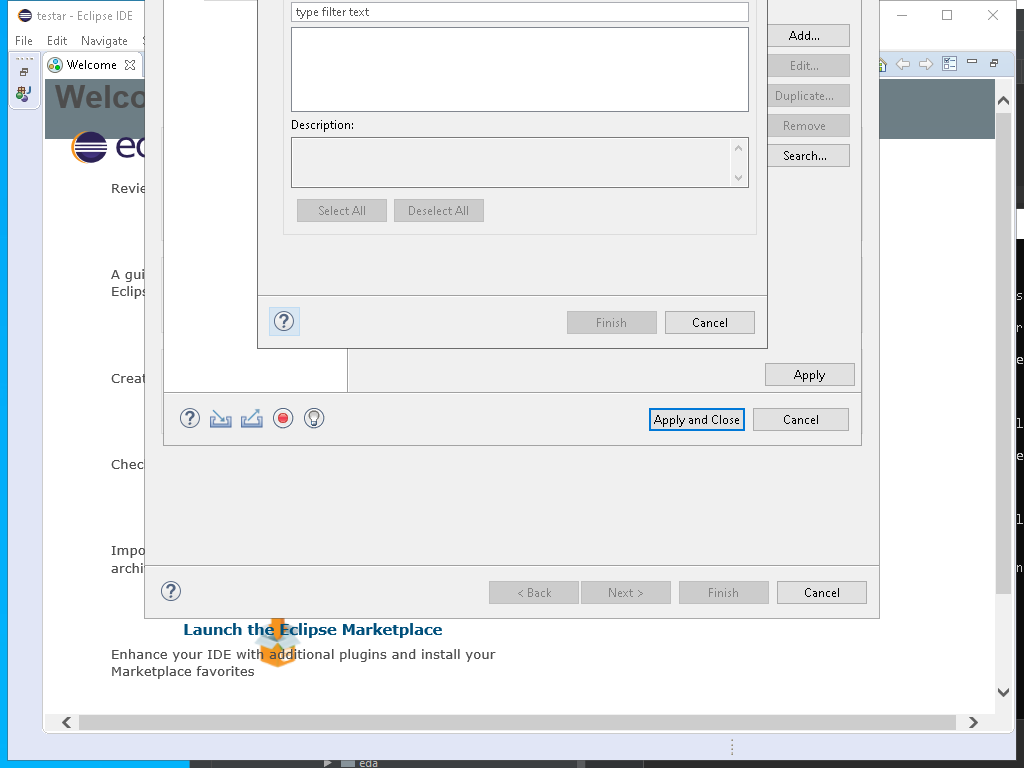 testar - Eclipse IDE
File Edit Navigate
Welcome
type filter text
Description:
Select All
Deselect All
Finish
Cancel
Add...
Edit...
Duplicate...
Remove
Search...
Apply
Apply and Close
Cancel
< Back
Next >
Finish
Cancel
Welco
Revie
A gui
Eclips
Creat
Chec
Impo
archi
Launch the Eclipse Marketplace
Enhance your IDE with additional plugins and install your
Marketplace favorites
eda